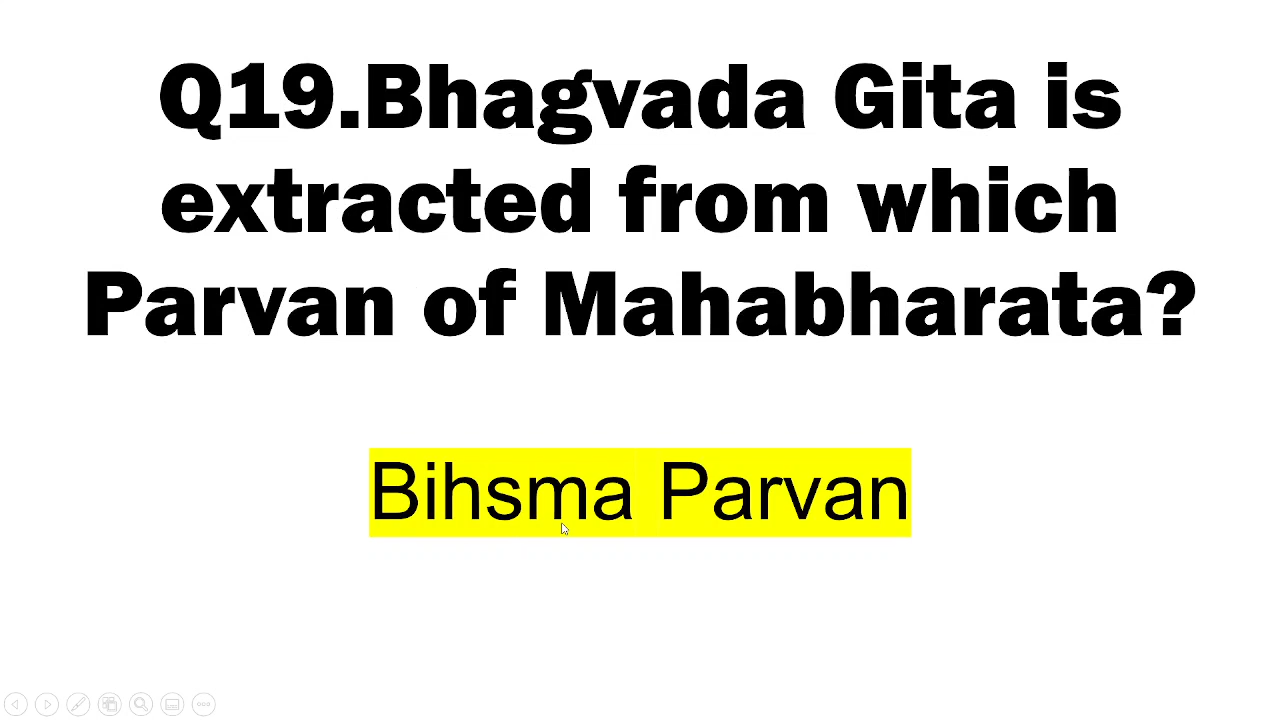 Q19.Bhagvada Gita is
extracted from which
Parvan of Mahabharata?
Bihsma Parvan